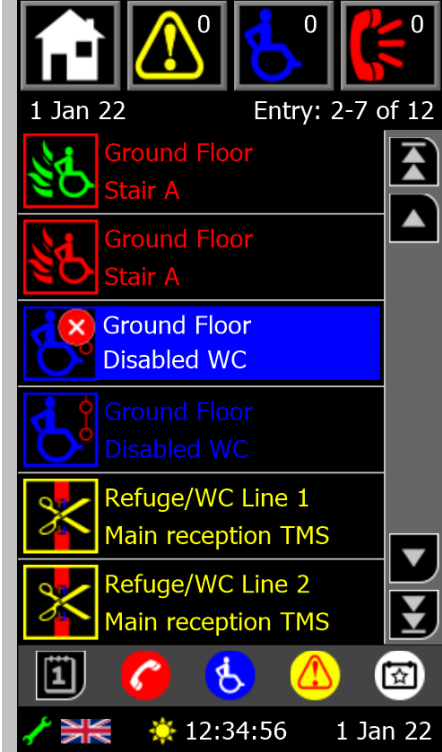 0
0
0
1 Jan 22
Entry: 2-7 of 12
Ground Floor
Stair A
Ground Floor
Stair A
Ground Floor
Disabled WC
Ground Floor
Disabled WC
Refuge/WC Line 1
Main reception TMS
Refuge/WC Line 2
Main reception TMS
1
12:34:56
1 Jan 22